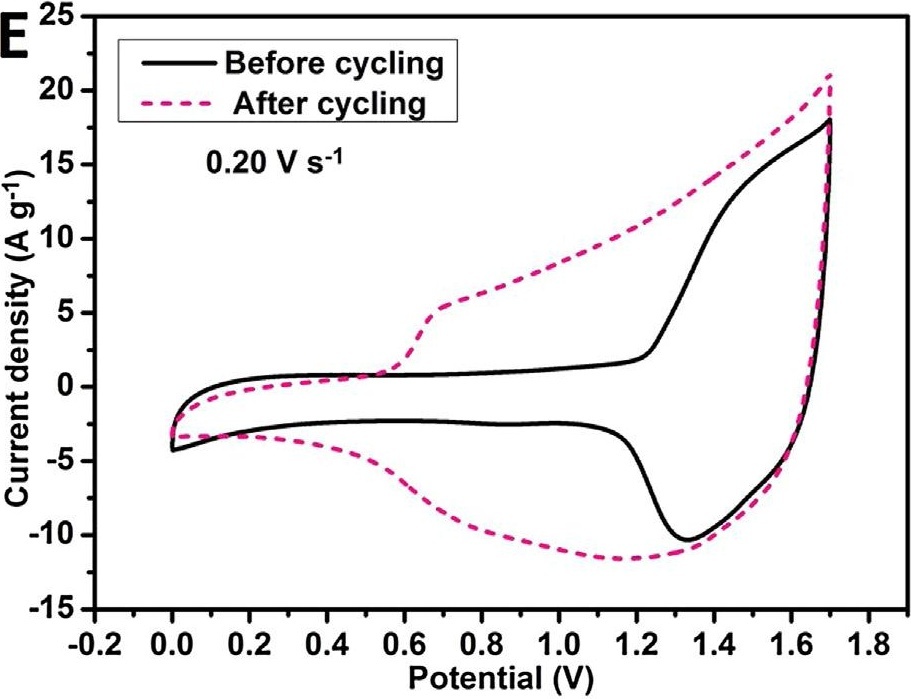 E
Before cycling
After cycling
0.20 V s-1
Current density (A g-1)
25
20
15
10
5
0
-5
-10
-15
-0.2 0.0 0.2 0.4 0.6 0.8 1.0 1.2 1.4 1.6 1.8
Potential (V)